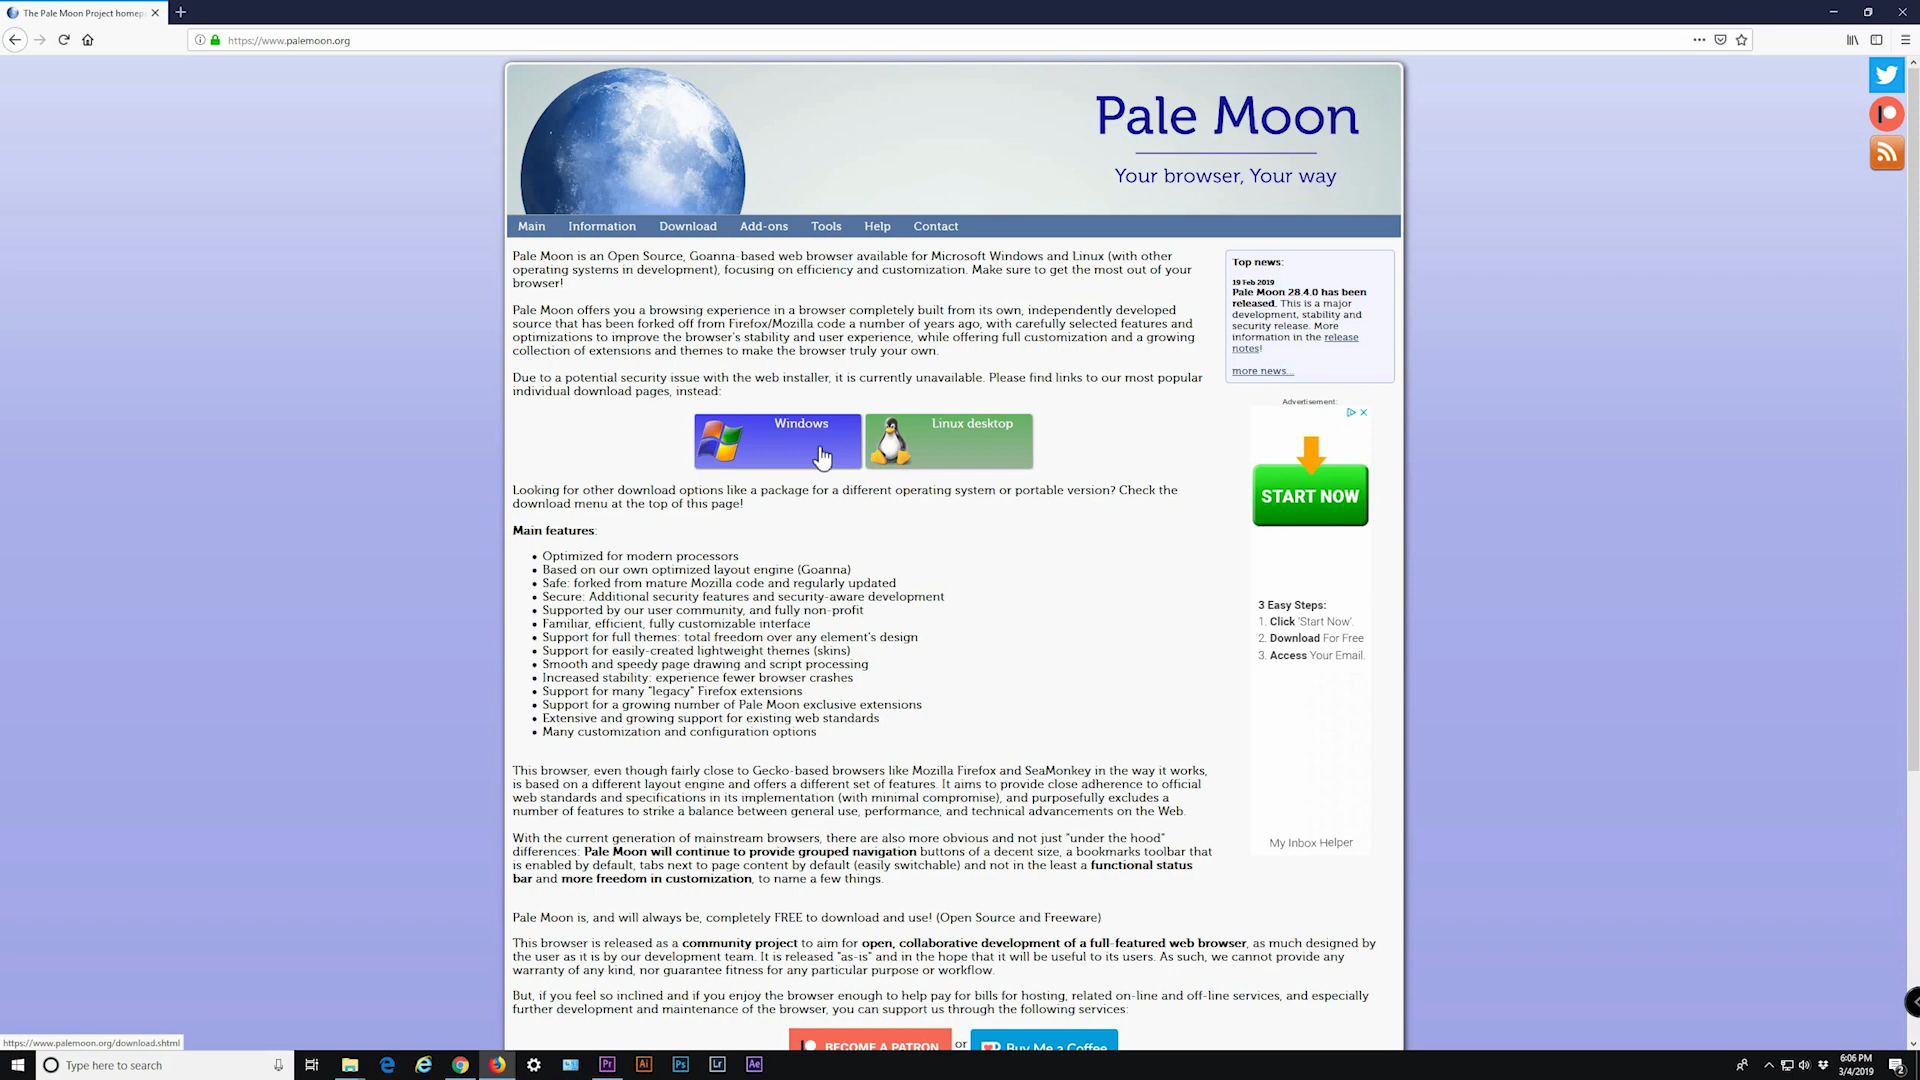 The Pale Moon Project homep
https://www.palemoon.org
Pale Moon
Your browser, Your way
Main Information Download Add-ons Tools Help Contact
Pale Moon is an Open Source, Goanna-based web browser available for Microsoft Windows and Linux (with other
operating systems in development), focusing on efficiency and customization. Make sure to get the most out of your
browser!
Pale Moon offers you a browsing experience in a browser completely built from its own, independently developed
source that has been forked off from Firefox/Mozilla code a number of years ago, with carefully selected features and
optimizations to improve the browser's stability and user experience, while offering full customization and a growing
collection of extensions and themes to make the browser truly your own.
Due to a potential security issue with the web installer, it is currently unavailable. Please find links to our most popular
individual download pages, instead:
Windows
Linux desktop
Looking for other download options like a package for a different operating system or portable version? Check the
download menu at the top of this page!
Main features:
• Optimized for modern processors
• Based on our own optimized layout engine (Goanna)
• Safe: forked from mature Mozilla code and regularly updated
• Secure: Additional security features and security-aware development
• Supported by our user community, and fully non-profit
• Familiar, efficient, fully customizable interface
• Support for full themes: total freedom over any element's design
• Support for easily-created lightweight themes (skins)
• Smooth and speedy page drawing and script processing
• Increased stability: experience fewer browser crashes
• Support for many "legacy" Firefox extensions
• Support for a growing number of Pale Moon exclusive extensions
• Extensive and growing support for existing web standards
• Many customization and configuration options
This browser, even though fairly close to Gecko-based browsers like Mozilla Firefox and SeaMonkey in the way it works,
is based on a different layout engine and offers a different set of features. It aims to provide close adherence to official
web standards and specifications in its implementation (with minimal compromise), and purposefully excludes a
number of features to strike a balance between general use, performance, and technical advancements on the Web.
With the current generation of mainstream browsers, there are also more obvious and not just "under the hood"
differences: Pale Moon will continue to provide grouped navigation buttons of a decent size, a bookmarks toolbar that
is enabled by default, tabs next to page content by default (easily switchable) and not in the least a functional status
bar and more freedom in customization, to name a few things.
Pale Moon is, and will always be, completely FREE to download and use! (Open Source and Freeware)
This browser is released as a community project to aim for open, collaborative development of a full-featured web browser, as much designed by
the user as it is by our development team. It is released "as-is" and in the hope that it will be useful to its users. As such, we cannot provide any
warranty of any kind, nor guarantee fitness for any particular purpose or workflow.
But, if you feel so inclined and if you enjoy the browser enough to help pay for bills for hosting, related on-line and off-line services, and especially
further development and maintenance of the browser, you can support us through the following services:
BECOME A PATRON or Buy Me a Coffee
Top news:
19 Feb 2019
Pale Moon 28.4.0 has been
released. This is a major
development, stability and
security release. More
information in the release
notes!
more news...
Advertisement:
START NOW
3 Easy Steps:
1. Click 'Start Now'.
2. Download For Free
3. Access Your Email.
My Inbox Helper
https://www.palemoon.org/download.shtml
Type here to search
Pr
Ai
Ps
Lr
Ae
6:06 PM
3/4/2019
2